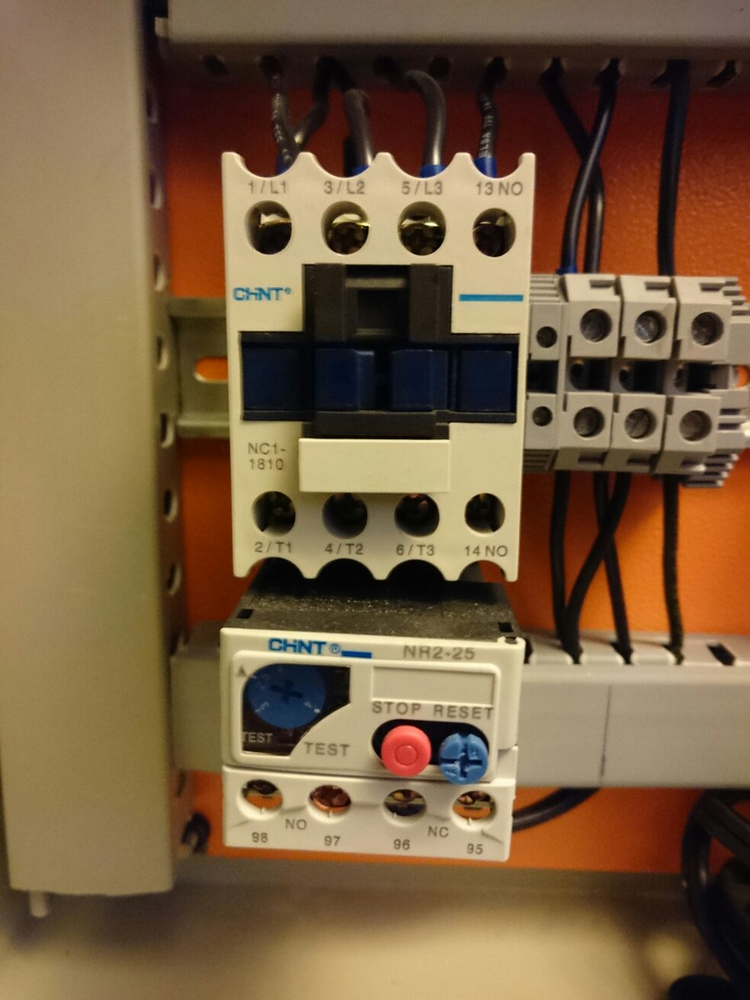 1/L1 3/L2 5/L3 13 NO
CHNT®
NC1-
1810
2/T1 4/T2 6/T3 14 NO
CHNT® NR2-25
STOP RESET
TEST
TEST
NO NC
98 97 96 95